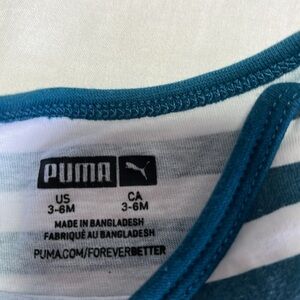 PUMA
US CA
3-6M 3-6M
MADE IN BANGLADESH
FABRIQUÉ AU BANGLADESH
PUMA.COM/FOREVERBETTER